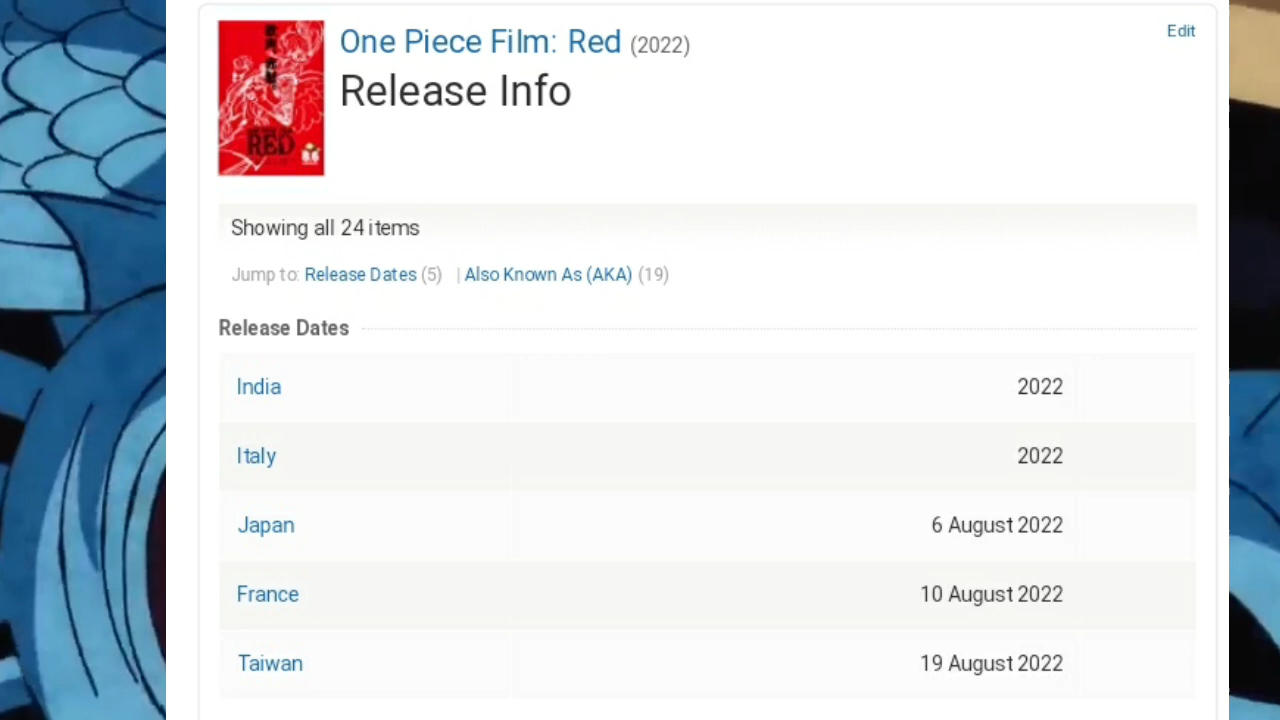 One Piece Film: Red (2022)
Edit
Release Info
RED
Showing all 24 items
Jump to: Release Dates (5) | Also Known As (AKA) (19)
Release Dates
India 2022
Italy 2022
Japan 6 August 2022
France 10 August 2022
Taiwan 19 August 2022